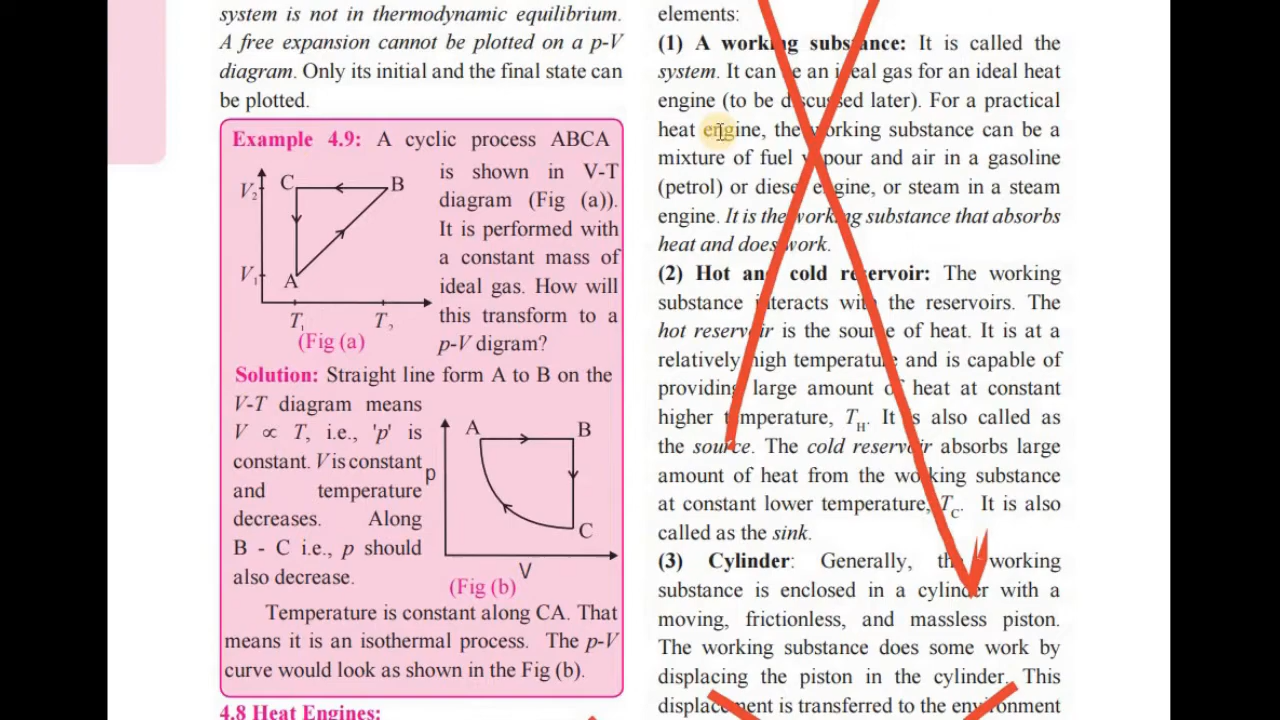 system is not in thermodynamic equilibrium.
A free expansion cannot be plotted on a p-V
diagram. Only its initial and the final state can
be plotted.
Example 4.9: A cyclic process ABCA
is shown in V-T
diagram (Fig (a)).
It is performed with
a constant mass of
ideal gas. How will
this transform to a
p-V digram?
V₂
C
B
V₁
A
T₁
T₂
(Fig (a)
Solution: Straight line form A to B on the
V-T diagram means
V ∝ T, i.e., 'p' is
constant. V is constant
and temperature
decreases. Along
B - C i.e., p should
also decrease.
A
B
p
C
V
(Fig (b)
Temperature is constant along CA. That
means it is an isothermal process. The p-V
curve would look as shown in the Fig (b).
4.8 Heat Engines:
elements:
(1) A working substance: It is called the
system. It can be an ideal gas for an ideal heat
engine (to be discussed later). For a practical
heat engine, the working substance can be a
mixture of fuel vapour and air in a gasoline
(petrol) or diesel engine, or steam in a steam
engine. It is the working substance that absorbs
heat and does work.
(2) Hot and cold reservoir: The working
substance interacts with the reservoirs. The
hot reservoir is the source of heat. It is at a
relatively high temperature and is capable of
providing large amount of heat at constant
higher temperature, T_H. It is also called as
the source. The cold reservoir absorbs large
amount of heat from the working substance
at constant lower temperature, T_C. It is also
called as the sink.
(3) Cylinder: Generally, the working
substance is enclosed in a cylinder with a
moving, frictionless, and massless piston.
The working substance does some work by
displacing the piston in the cylinder. This
displacement is transferred to the environment